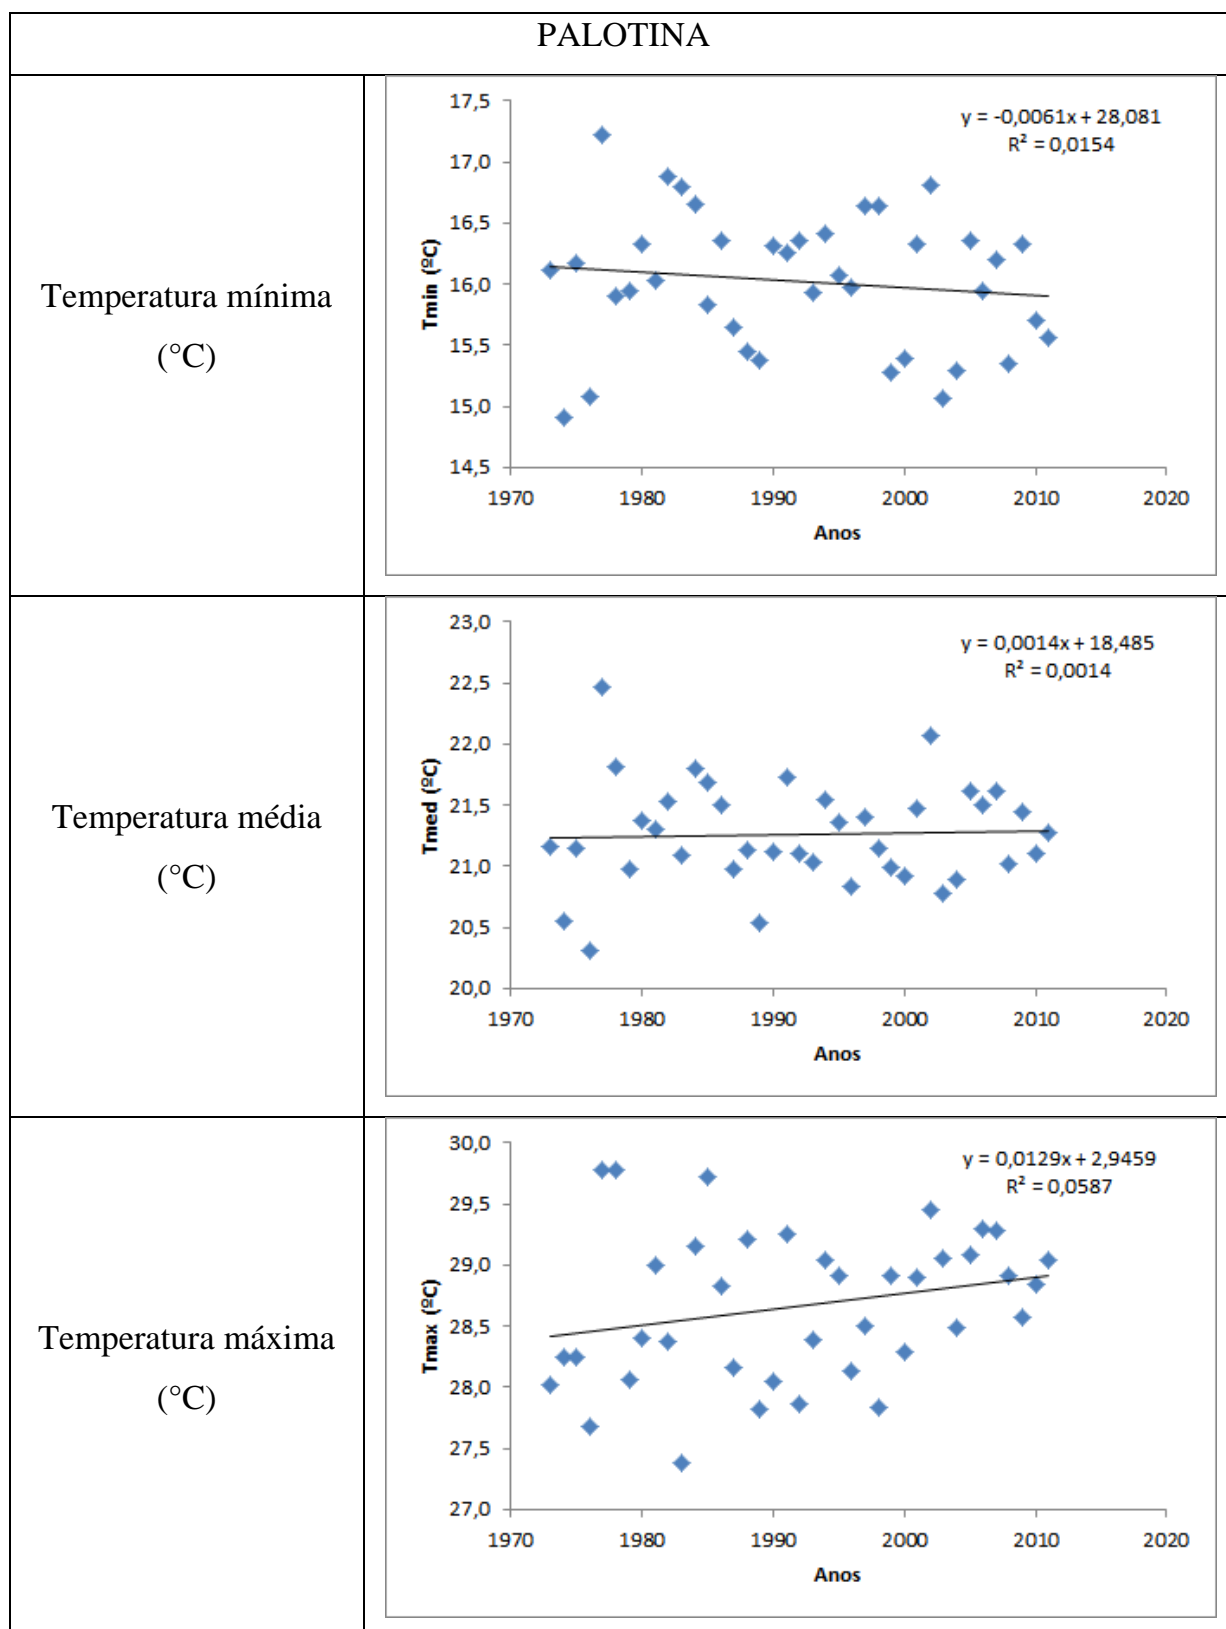 PALOTINA
Temperatura mínima
(°C)
17,5
17,0
16,5
16,0
15,5
15,0
14,5
Tmin (ºC)
y = -0,0061x + 28,081
R² = 0,0154
1970 1980 1990 2000 2010 2020
Anos
Temperatura média
(°C)
23,0
22,5
22,0
21,5
21,0
20,5
20,0
Tmed (ºC)
y = 0,0014x + 18,485
R² = 0,0014
1970 1980 1990 2000 2010 2020
Anos
Temperatura máxima
(°C)
30,0
29,5
29,0
28,5
28,0
27,5
27,0
Tmax (ºC)
y = 0,0129x + 2,9459
R² = 0,0587
1970 1980 1990 2000 2010 2020
Anos